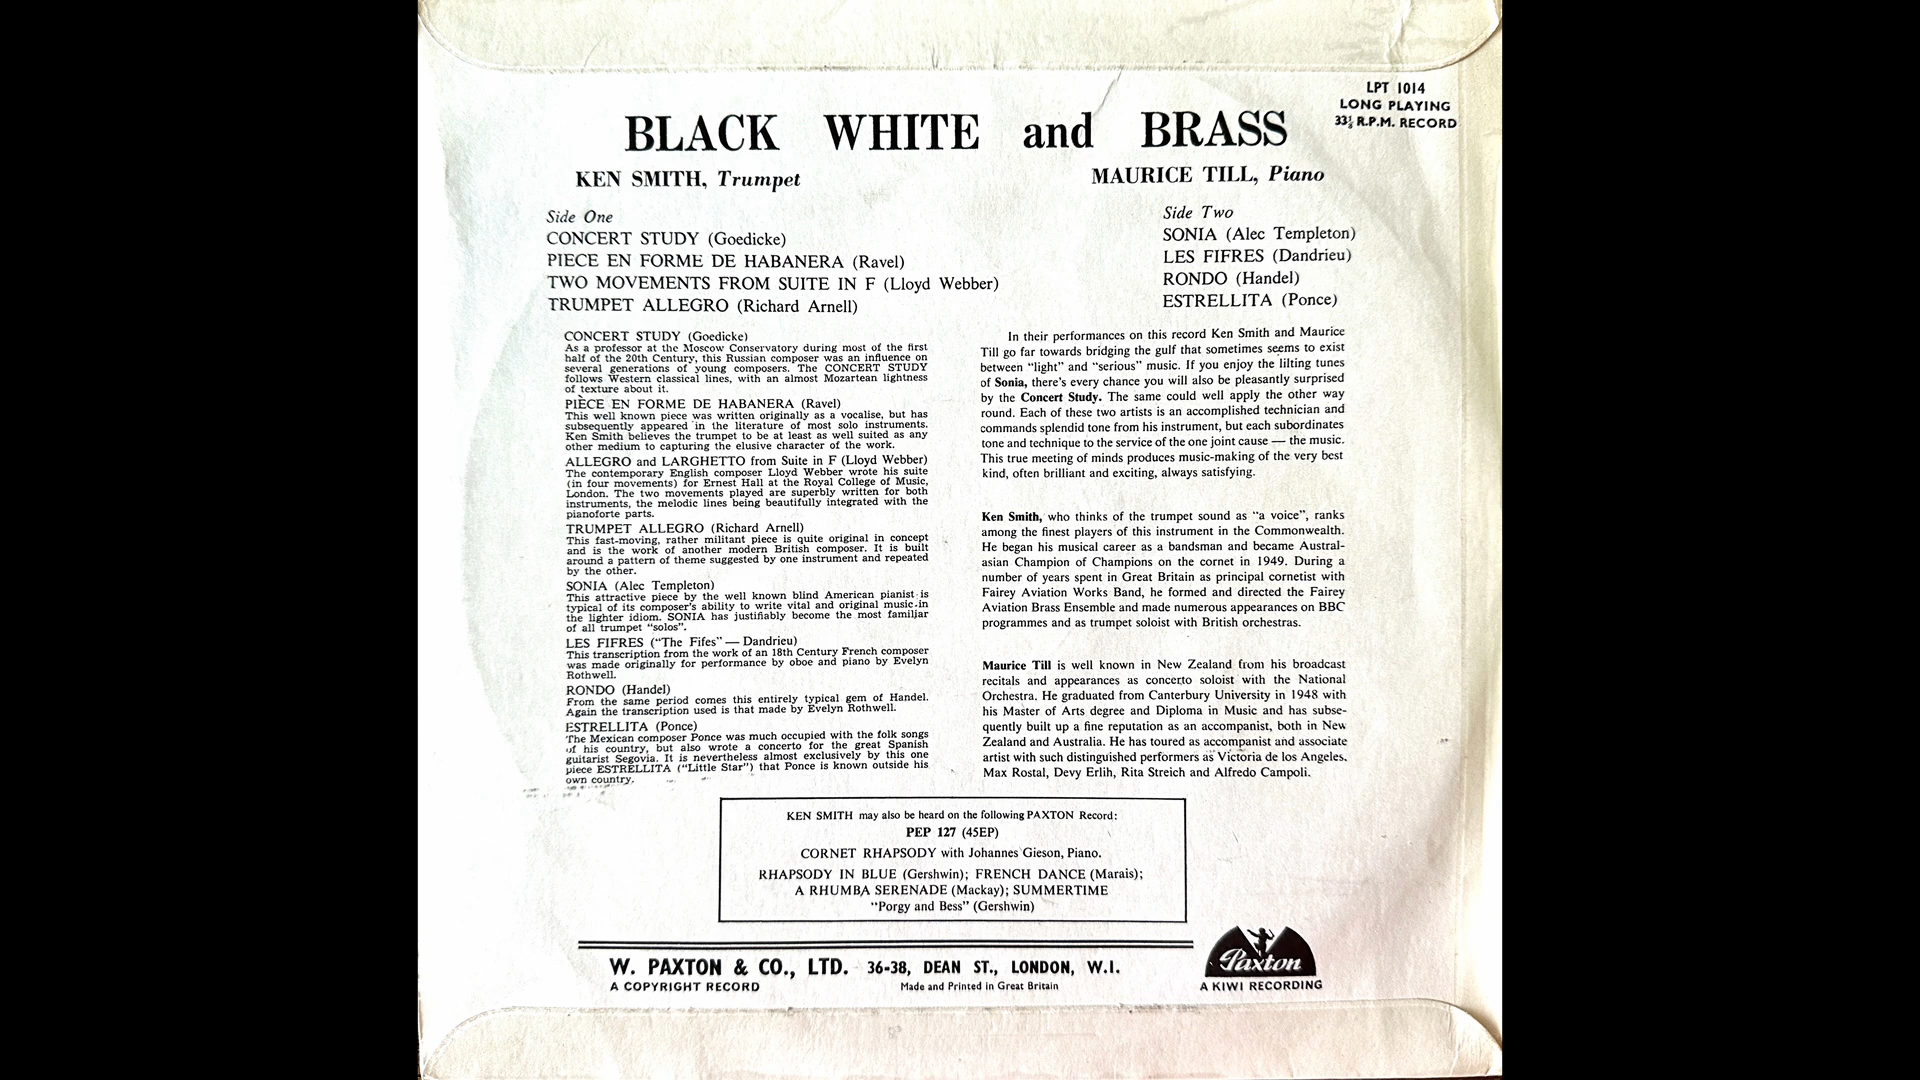 LPT 1014
LONG PLAYING
33⅓ R.P.M. RECORD
BLACK WHITE and BRASS
KEN SMITH, Trumpet
MAURICE TILL, Piano
Side One
CONCERT STUDY (Goedicke)
PIECE EN FORME DE HABANERA (Ravel)
TWO MOVEMENTS FROM SUITE IN F (Lloyd Webber)
TRUMPET ALLEGRO (Richard Arnell)
Side Two
SONIA (Alec Templeton)
LES FIFRES (Dandrieu)
RONDO (Handel)
ESTRELLITA (Ponce)
CONCERT STUDY (Goedicke)
As a professor at the Moscow Conservatory during most of the first
half of the 20th Century, this Russian composer was an influence on
several generations of young composers. The CONCERT STUDY
follows Western classical lines, with an almost Mozartean lightness
of texture about it.
PIÈCE EN FORME DE HABANERA (Ravel)
This well known piece was written originally as a vocalise, but has
subsequently appeared in the literature of most solo instruments.
Ken Smith believes the trumpet to be at least as well suited as any
other medium to capturing the elusive character of the work.
ALLEGRO and LARGHETTO from Suite in F (Lloyd Webber)
The contemporary English composer Lloyd Webber wrote his suite
(in four movements) for Ernest Hall at the Royal College of Music,
London. The two movements played are superbly written for both
instruments, the melodic lines being beautifully integrated with the
pianoforte parts.
TRUMPET ALLEGRO (Richard Arnell)
This fast-moving, rather militant piece is quite original in concept
and is the work of another modern British composer. It is built
around a pattern of theme suggested by one instrument and repeated
by the other.
SONIA (Alec Templeton)
This attractive piece by the well known blind American pianist is
typical of its composer's ability to write vital and original music in
the lighter idiom. SONIA has justifiably become the most familiar
of all trumpet "solos".
LES FIFRES ("The Fifes" — Dandrieu)
This transcription from the work of an 18th Century French composer
was made originally for performance by oboe and piano by Evelyn
Rothwell.
RONDO (Handel)
From the same period comes this entirely typical gem of Handel.
Again the transcription used is that made by Evelyn Rothwell.
ESTRELLITA (Ponce)
The Mexican composer Ponce was much occupied with the folk songs
of his country, but also wrote a concerto for the great Spanish
guitarist Segovia. It is nevertheless almost exclusively by this one
piece ESTRELLITA ("Little Star") that Ponce is known outside his
own country.
In their performances on this record Ken Smith and Maurice
Till go far towards bridging the gulf that sometimes seems to exist
between "light" and "serious" music. If you enjoy the lilting tunes
of Sonia, there's every chance you will also be pleasantly surprised
by the Concert Study. The same could well apply the other way
round. Each of these two artists is an accomplished technician and
commands splendid tone from his instrument, but each subordinates
tone and technique to the service of the one joint cause — the music.
This true meeting of minds produces music-making of the very best
kind, often brilliant and exciting, always satisfying.
Ken Smith, who thinks of the trumpet sound as "a voice", ranks
among the finest players of this instrument in the Commonwealth.
He began his musical career as a bandsman and became Austral-
asian Champion of Champions on the cornet in 1949. During a
number of years spent in Great Britain as principal cornetist with
Fairey Aviation Works Band, he formed and directed the Fairey
Aviation Brass Ensemble and made numerous appearances on BBC
programmes and as trumpet soloist with British orchestras.
Maurice Till is well known in New Zealand from his broadcast
recitals and appearances as concerto soloist with the National
Orchestra. He graduated from Canterbury University in 1948 with
his Master of Arts degree and Diploma in Music and has subse-
quently built up a fine reputation as an accompanist, both in New
Zealand and Australia. He has toured as accompanist and associate
artist with such distinguished performers as Victoria de los Angeles,
Max Rostal, Devy Erlih, Rita Streich and Alfredo Campoli.
KEN SMITH may also be heard on the following PAXTON Record:
PEP 127 (45EP)
CORNET RHAPSODY with Johannes Gieson, Piano.
RHAPSODY IN BLUE (Gershwin); FRENCH DANCE (Marais);
A RHUMBA SERENADE (Mackay); SUMMERTIME
"Porgy and Bess" (Gershwin)
W. PAXTON & CO., LTD. 36-38, DEAN ST., LONDON, W.I.
A COPYRIGHT RECORD
Made and Printed in Great Britain
Paxton
A KIWI RECORDING